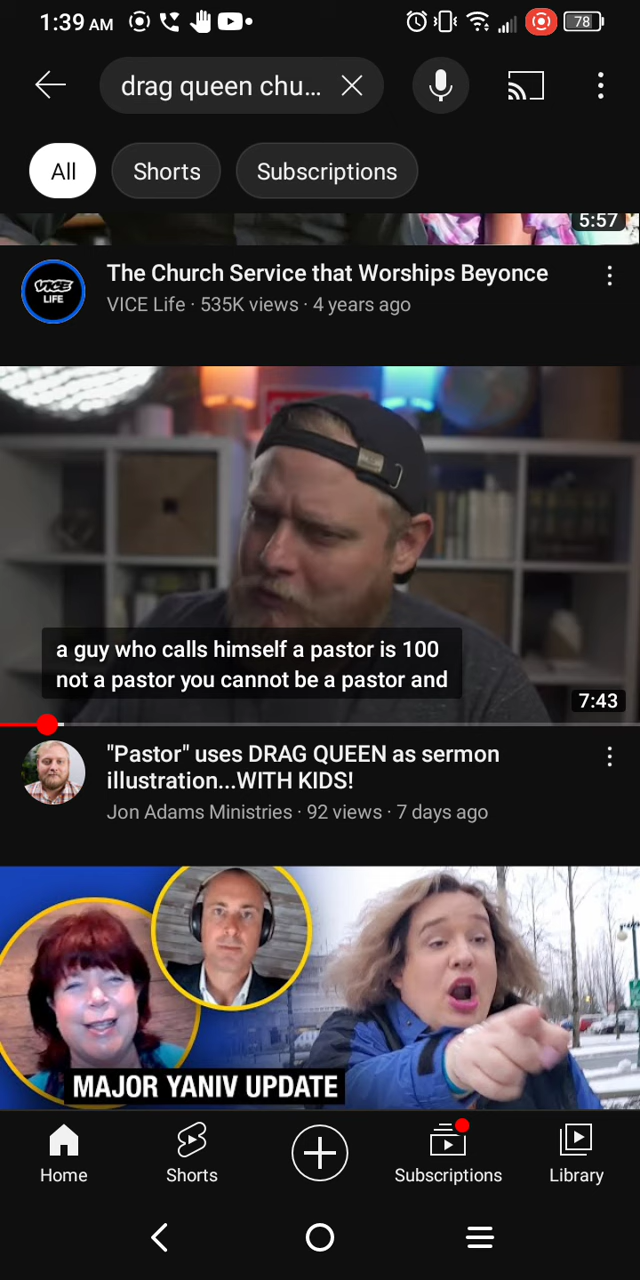 1:39 AM
78
drag queen chu...
All
Shorts
Subscriptions
5:57
VICE
LIFE
The Church Service that Worships Beyonce
VICE Life · 535K views · 4 years ago
a guy who calls himself a pastor is 100
not a pastor you cannot be a pastor and
7:43
"Pastor" uses DRAG QUEEN as sermon
illustration...WITH KIDS!
Jon Adams Ministries · 92 views · 7 days ago
MAJOR YANIV UPDATE
Home
Shorts
Subscriptions
Library